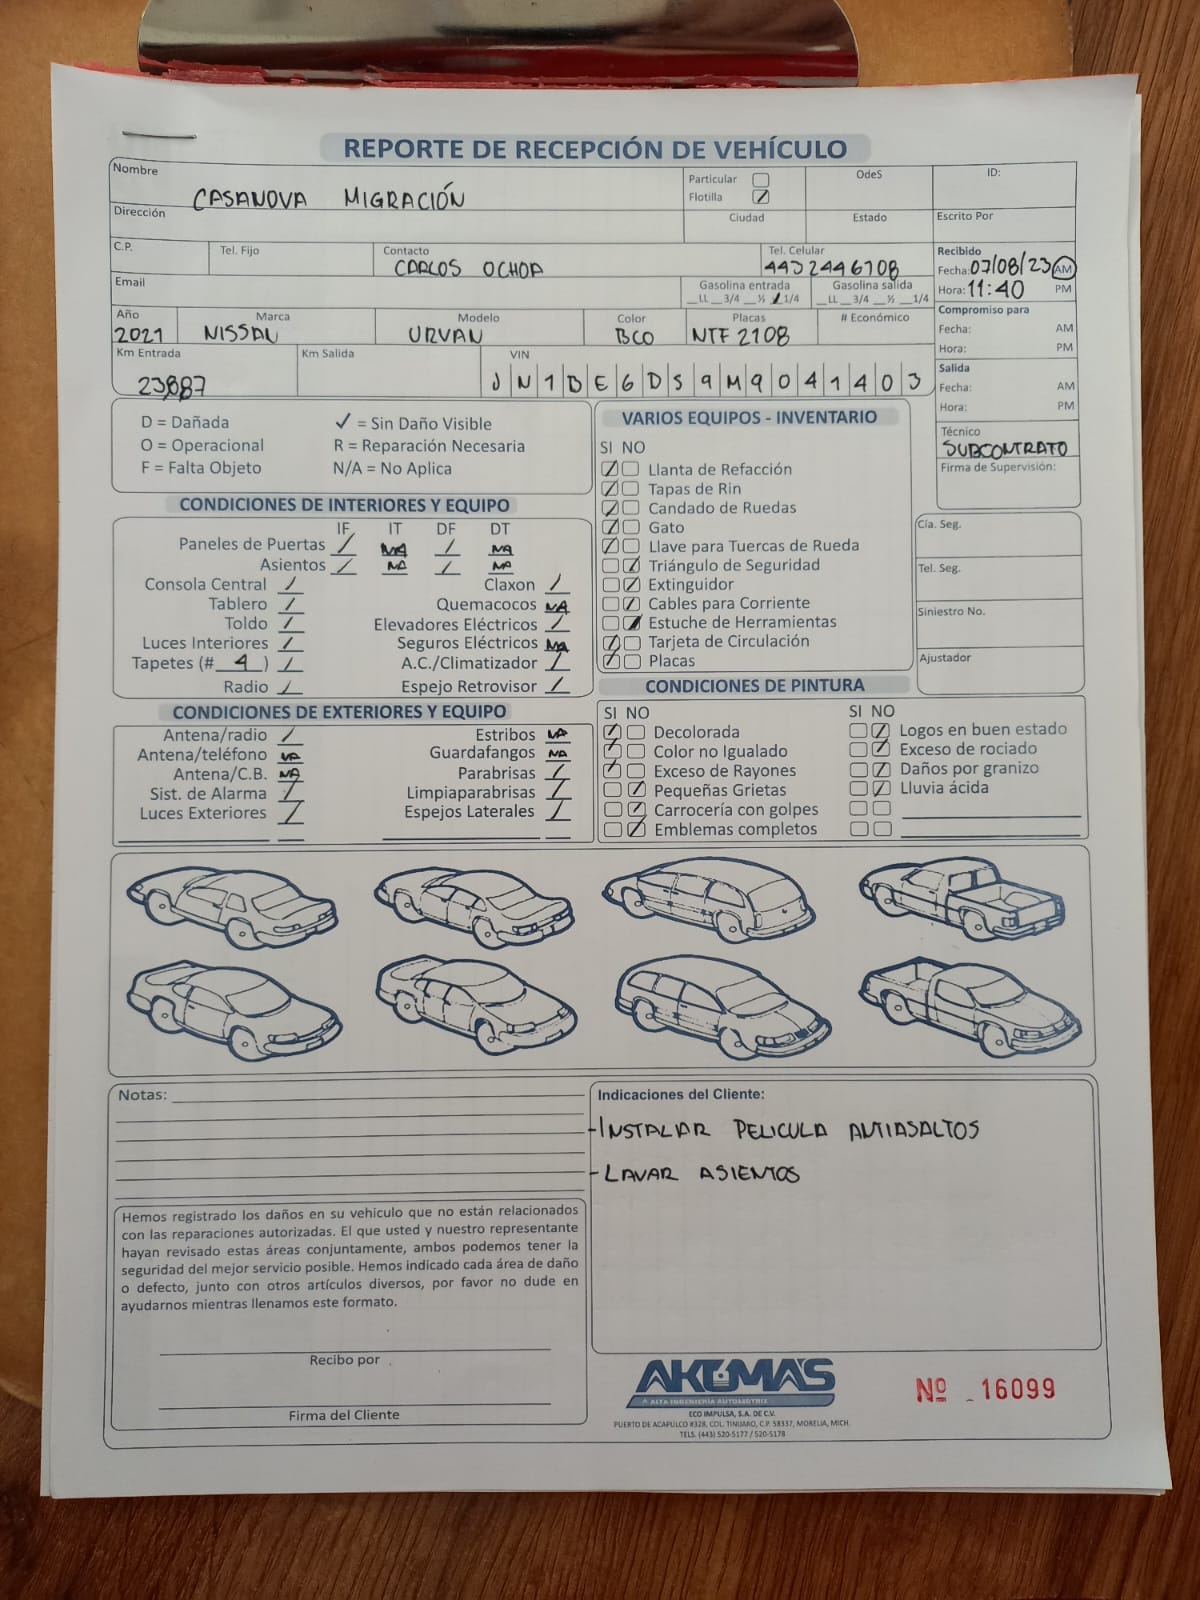 REPORTE DE RECEPCIÓN DE VEHÍCULO
Nombre CASANOVA MIGRACIÓN
Particular
Flotilla ✓
OdeS
ID:
Dirección
Ciudad
Estado
Escrito Por
C.P.
Tel. Fijo
Contacto CARLOS OCHOA
Tel. Celular 4432446708
Recibido
Fecha: 07/08/23 AM
Hora: 11:40 PM
Email
Gasolina entrada
__LL __3/4 __½ ✓1/4
Gasolina salida
__LL __3/4 __½ __1/4
Año 2021
Marca NISSAN
Modelo URVAN
Color BCO
Placas NTF 2108
# Económico
Compromiso para
Fecha: AM
Hora: PM
Km Entrada 23,887
Km Salida
VIN JN1BE6DS9M9041403
Salida
Fecha: AM
Hora: PM
Técnico
SUBCONTRATO
Firma de Supervisión:
D = Dañada
✓ = Sin Daño Visible
O = Operacional
R = Reparación Necesaria
F = Falta Objeto
N/A = No Aplica
CONDICIONES DE INTERIORES Y EQUIPO
IF IT DF DT
Paneles de Puertas ✓ NA ✓ NA
Asientos ✓ NA ✓ NA
Consola Central ✓
Claxon ✓
Tablero ✓
Quemacocos NA
Toldo ✓
Elevadores Eléctricos ✓
Luces Interiores ✓
Seguros Eléctricos NA
Tapetes (# 4 ) ✓
A.C./Climatizador ✓
Radio ✓
Espejo Retrovisor ✓
CONDICIONES DE EXTERIORES Y EQUIPO
Antena/radio ✓
Estribos NA
Antena/teléfono NA
Guardafangos NA
Antena/C.B. NA
Parabrisas ✓
Sist. de Alarma ✓
Limpiaparabrisas ✓
Luces Exteriores ✓
Espejos Laterales ✓
VARIOS EQUIPOS - INVENTARIO
SI NO
Llanta de Refacción
Tapas de Rin
Candado de Ruedas
Gato
Llave para Tuercas de Rueda
Triángulo de Seguridad
Extinguidor
Cables para Corriente
Estuche de Herramientas
Tarjeta de Circulación
Placas
Cía. Seg.
Tel. Seg.
Siniestro No.
Ajustador
CONDICIONES DE PINTURA
SI NO
Decolorada
Color no Igualado
Exceso de Rayones
Pequeñas Grietas
Carrocería con golpes
Emblemas completos
SI NO
Logos en buen estado
Exceso de rociado
Daños por granizo
Lluvia ácida
Notas:
Indicaciones del Cliente:
-INSTALAR PELICULA ANTIASALTOS
-LAVAR ASIENTOS
Hemos registrado los daños en su vehiculo que no están relacionados
con las reparaciones autorizadas. El que usted y nuestro representante
hayan revisado estas áreas conjuntamente, ambos podemos tener la
seguridad del mejor servicio posible. Hemos indicado cada área de daño
o defecto, junto con otros artículos diversos, por favor no dude en
ayudarnos mientras llenamos este formato.
Recibo por
Firma del Cliente
AKUMA'S
ALTA INGENIERÍA AUTOMOTRIZ
ECO IMPULSA, S.A. DE C.V.
PUERTO DE ACAPULCO #328, COL. TINIJARO, C.P. 58337, MORELIA, MICH.
TELS. (443) 520-5177 / 520-5178
Nº 16099